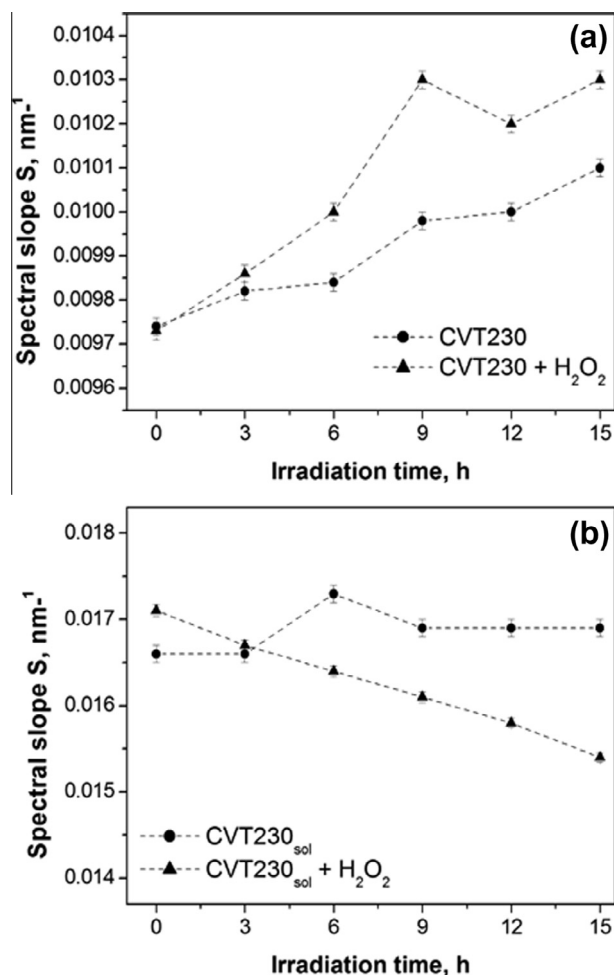 (a)
Spectral slope S, nm-¹
0.0104
0.0103
0.0102
0.0101
0.0100
0.0099
0.0098
0.0097
0.0096
CVT230
CVT230 + H₂O₂
0 3 6 9 12 15
Irradiation time, h
(b)
Spectral slope S, nm-¹
0.018
0.017
0.016
0.015
0.014
CVT230sol
CVT230sol + H₂O₂
0 3 6 9 12 15
Irradiation time, h